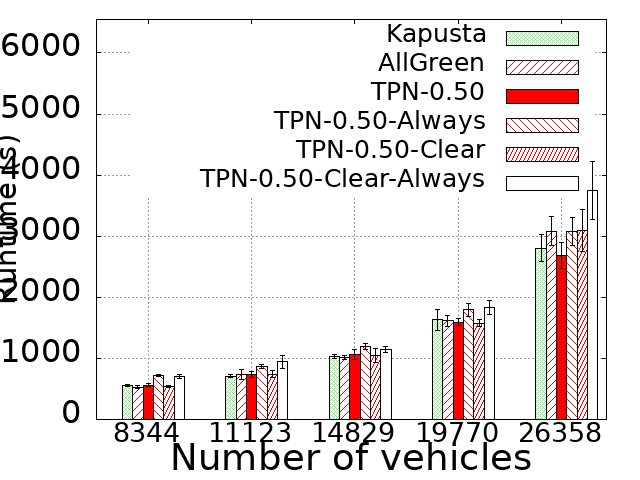 6000
5000
4000
3000
2000
1000
0
Runtime (s)
Kapusta
AllGreen
TPN-0.50
TPN-0.50-Always
TPN-0.50-Clear
TPN-0.50-Clear-Always
8344 11123 14829 19770 26358
Number of vehicles